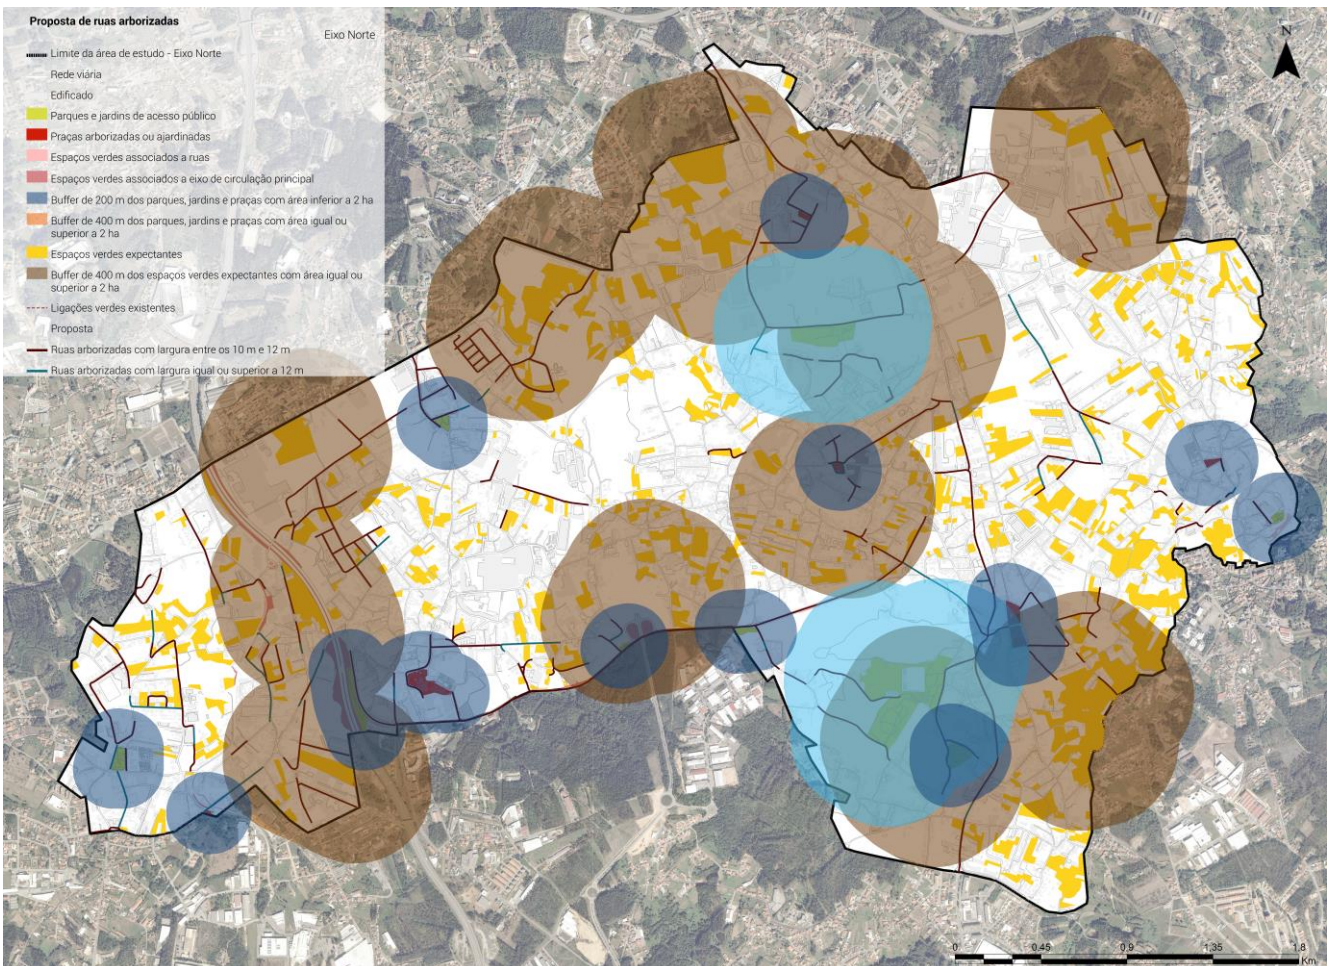 Proposta de ruas arborizadas
Eixo Norte
Limite da área de estudo - Eixo Norte
Rede viária
Edificado
Parques e jardins de acesso público
Praças arborizadas ou ajardinadas
Espaços verdes associados a ruas
Espaços verdes associados a eixo de circulação principal
Buffer de 200 m dos parques, jardins e praças com área inferior a 2 ha
Buffer de 400 m dos parques, jardins e praças com área igual ou
superior a 2 ha
Espaços verdes expectantes
Buffer de 400 m dos espaços verdes expectantes com área igual ou
superior a 2 ha
Ligações verdes existentes
Proposta
Ruas arborizadas com largura entre os 10 m e 12 m
Ruas arborizadas com largura igual ou superior a 12 m
N
0 0,45 0,9 1,35 1,8
Km